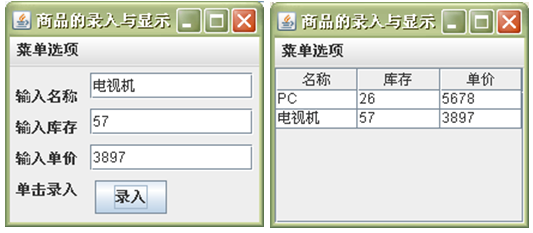 商品的录入与显示
菜单选项
输入名称 电视机
输入库存 57
输入单价 3897
单击录入 录入
商品的录入与显示
菜单选项
名称 库存 单价
PC 26 5678
电视机 57 3897